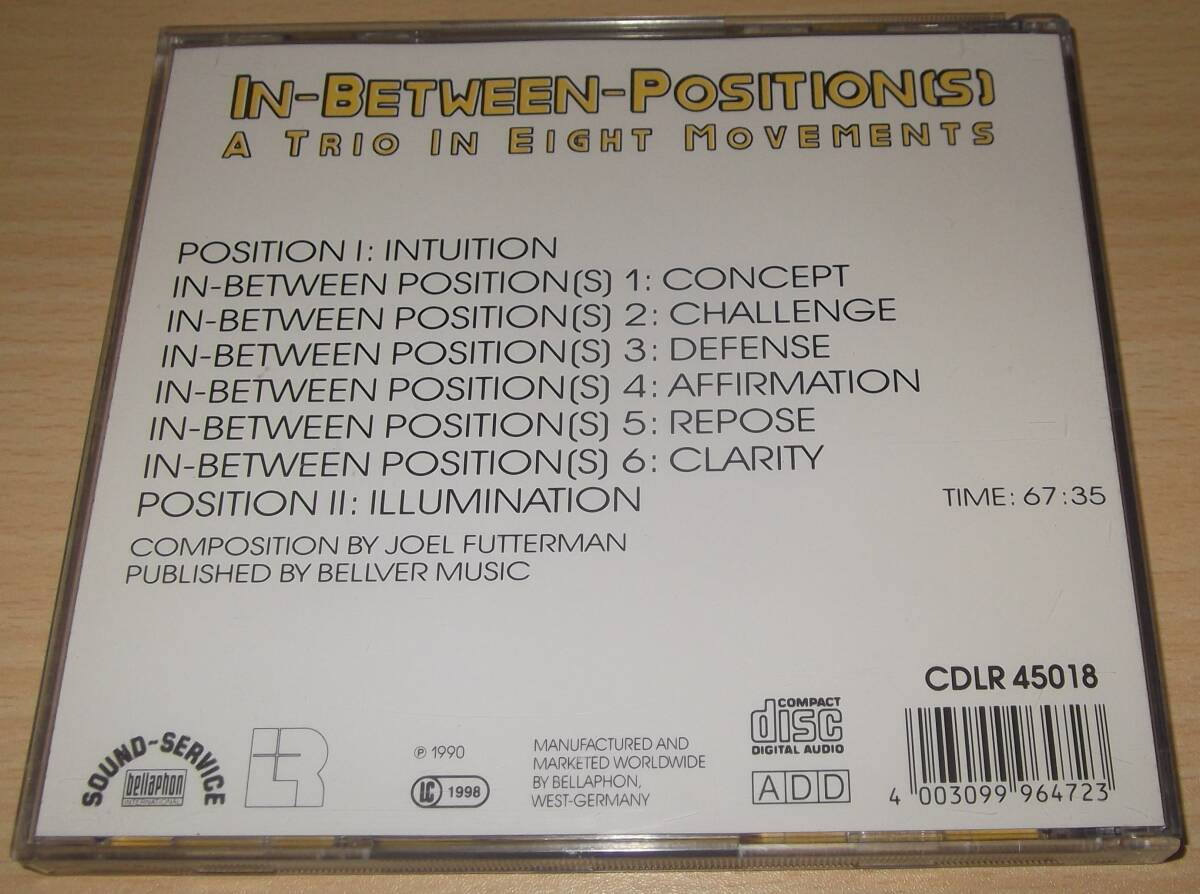 IN-BETWEEN-POSITION(S)
A TRIO IN EIGHT MOVEMENTS
POSITION I: INTUITION
IN-BETWEEN POSITION(S) 1: CONCEPT
IN-BETWEEN POSITION(S) 2: CHALLENGE
IN-BETWEEN POSITION(S) 3: DEFENSE
IN-BETWEEN POSITION(S) 4: AFFIRMATION
IN-BETWEEN POSITION(S) 5: REPOSE
IN-BETWEEN POSITION(S) 6: CLARITY
POSITION II: ILLUMINATION
TIME: 67:35
COMPOSITION BY JOEL FUTTERMAN
PUBLISHED BY BELLVER MUSIC
CDLR 45018
SOUND-SERVICE
bellaphon
INTERNATIONAL
LR
℗ 1990
LC 1998
MANUFACTURED AND
MARKETED WORLDWIDE
BY BELLAPHON,
WEST-GERMANY
COMPACT
disc
DIGITAL AUDIO
ADD
4 003099 964723